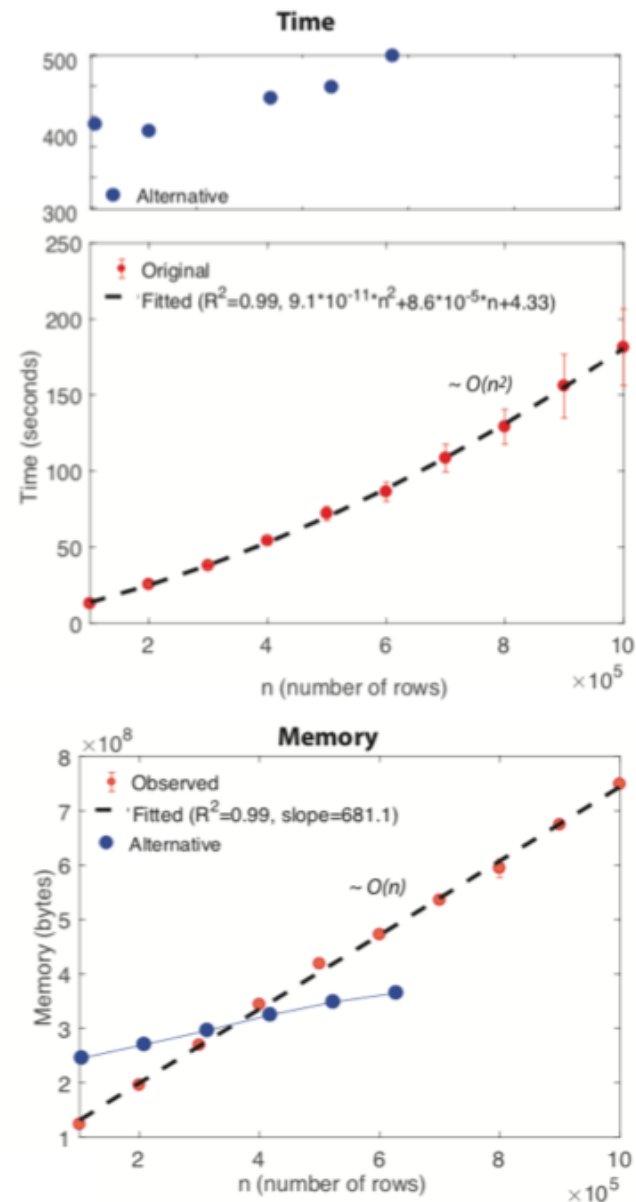 Time
500
400
300
Alternative
250
200
150
100
50
0
Time (seconds)
Original
'Fitted (R²=0.99, 9.1*10⁻¹¹*n²+8.6*10⁻⁵*n+4.33)
~ O(n²)
2 4 6 8 10
n (number of rows)
×10⁵
Memory
×10⁸
8
7
6
5
4
3
2
1
Memory (bytes)
Observed
'Fitted (R²=0.99, slope=681.1)
Alternative
~ O(n)
2 4 6 8 10
n (number of rows)
×10⁵